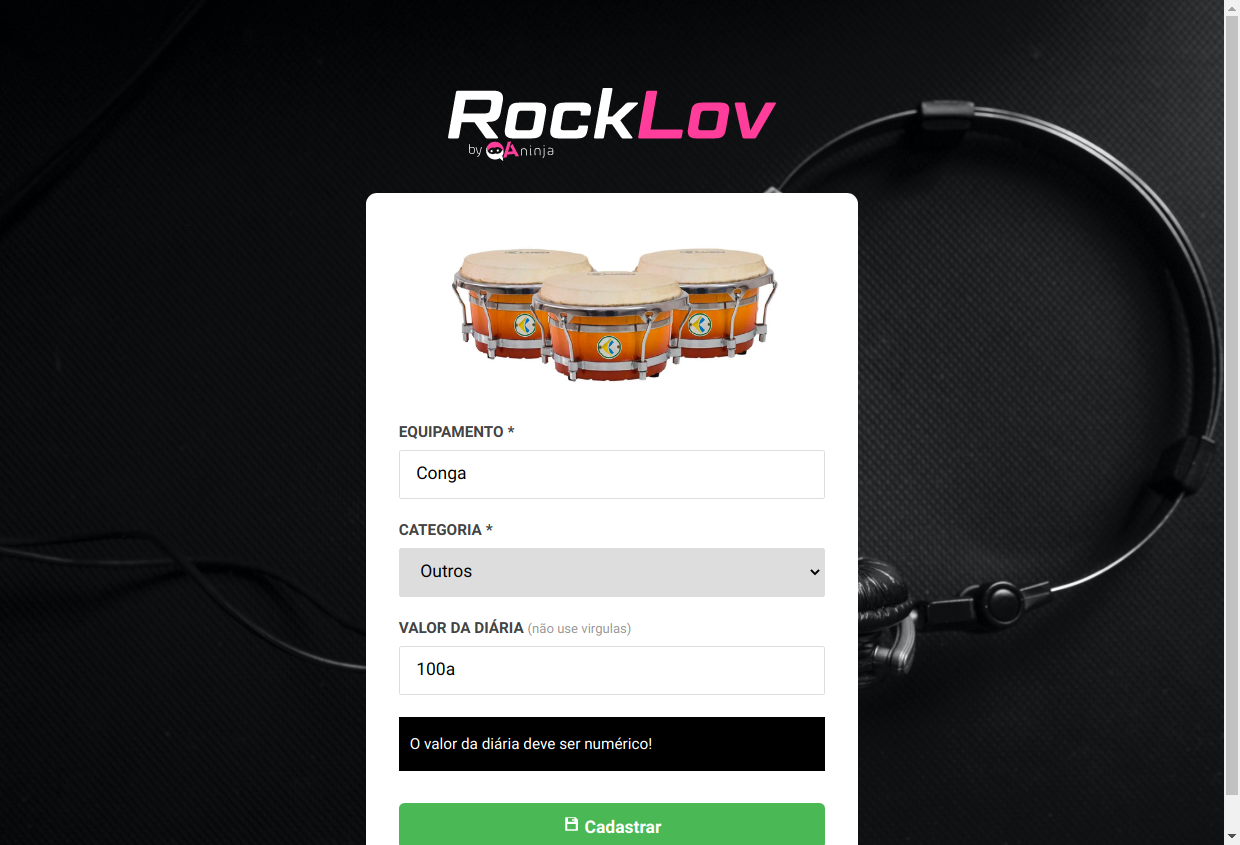 RockLov
by QAninja
EQUIPAMENTO *
Conga
CATEGORIA *
Outros
VALOR DA DIÁRIA (não use virgulas)
100a
O valor da diária deve ser numérico!
Cadastrar